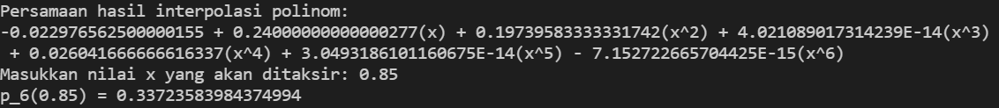 Persamaan hasil interpolasi polinom:
-0.022976562500000155 + 0.24000000000000277(x) + 0.19739583333331742(x^2) + 4.021089017314239E-14(x^3)
+ 0.026041666666616337(x^4) + 3.0493186101160675E-14(x^5) - 7.152722665704425E-15(x^6)
Masukkan nilai x yang akan ditaksir: 0.85
p_6(0.85) = 0.33723583984374994